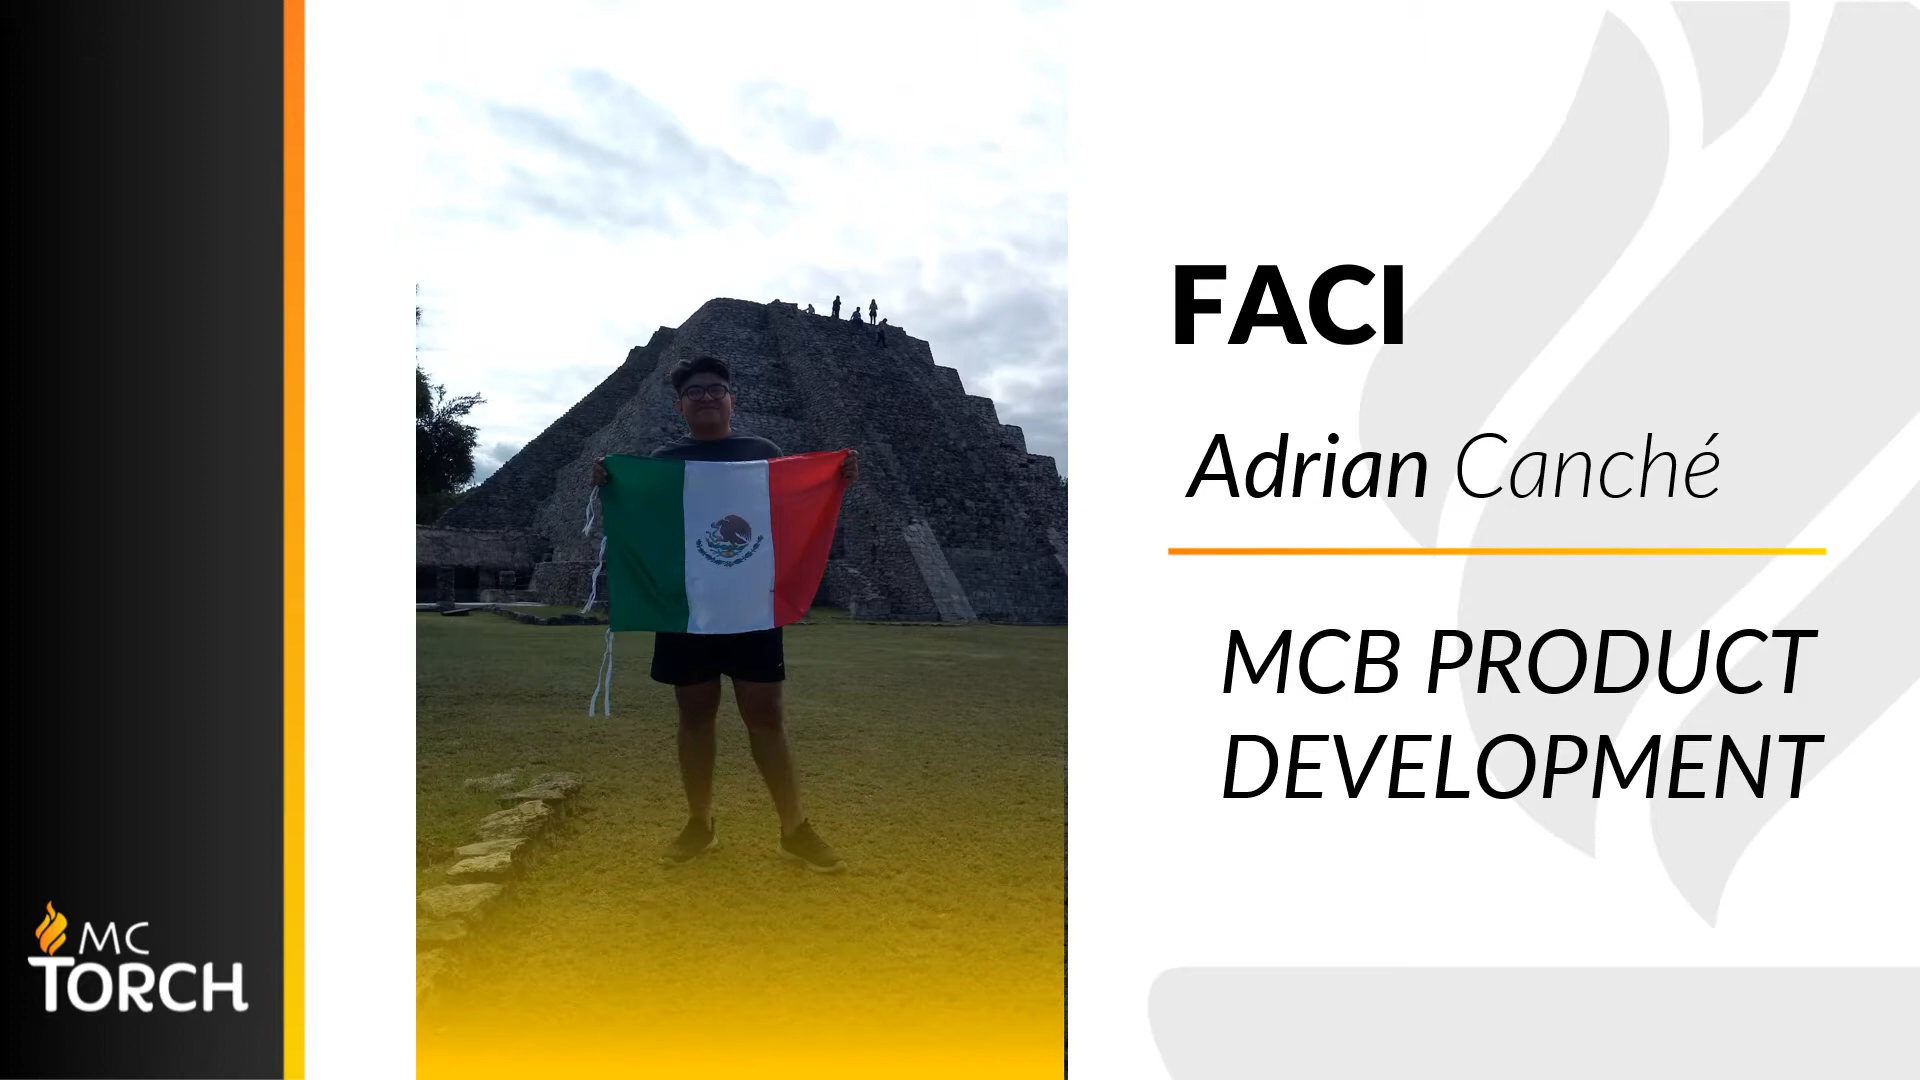 FACI
Adrian Canché
MCB PRODUCT
DEVELOPMENT
MC
TORCH